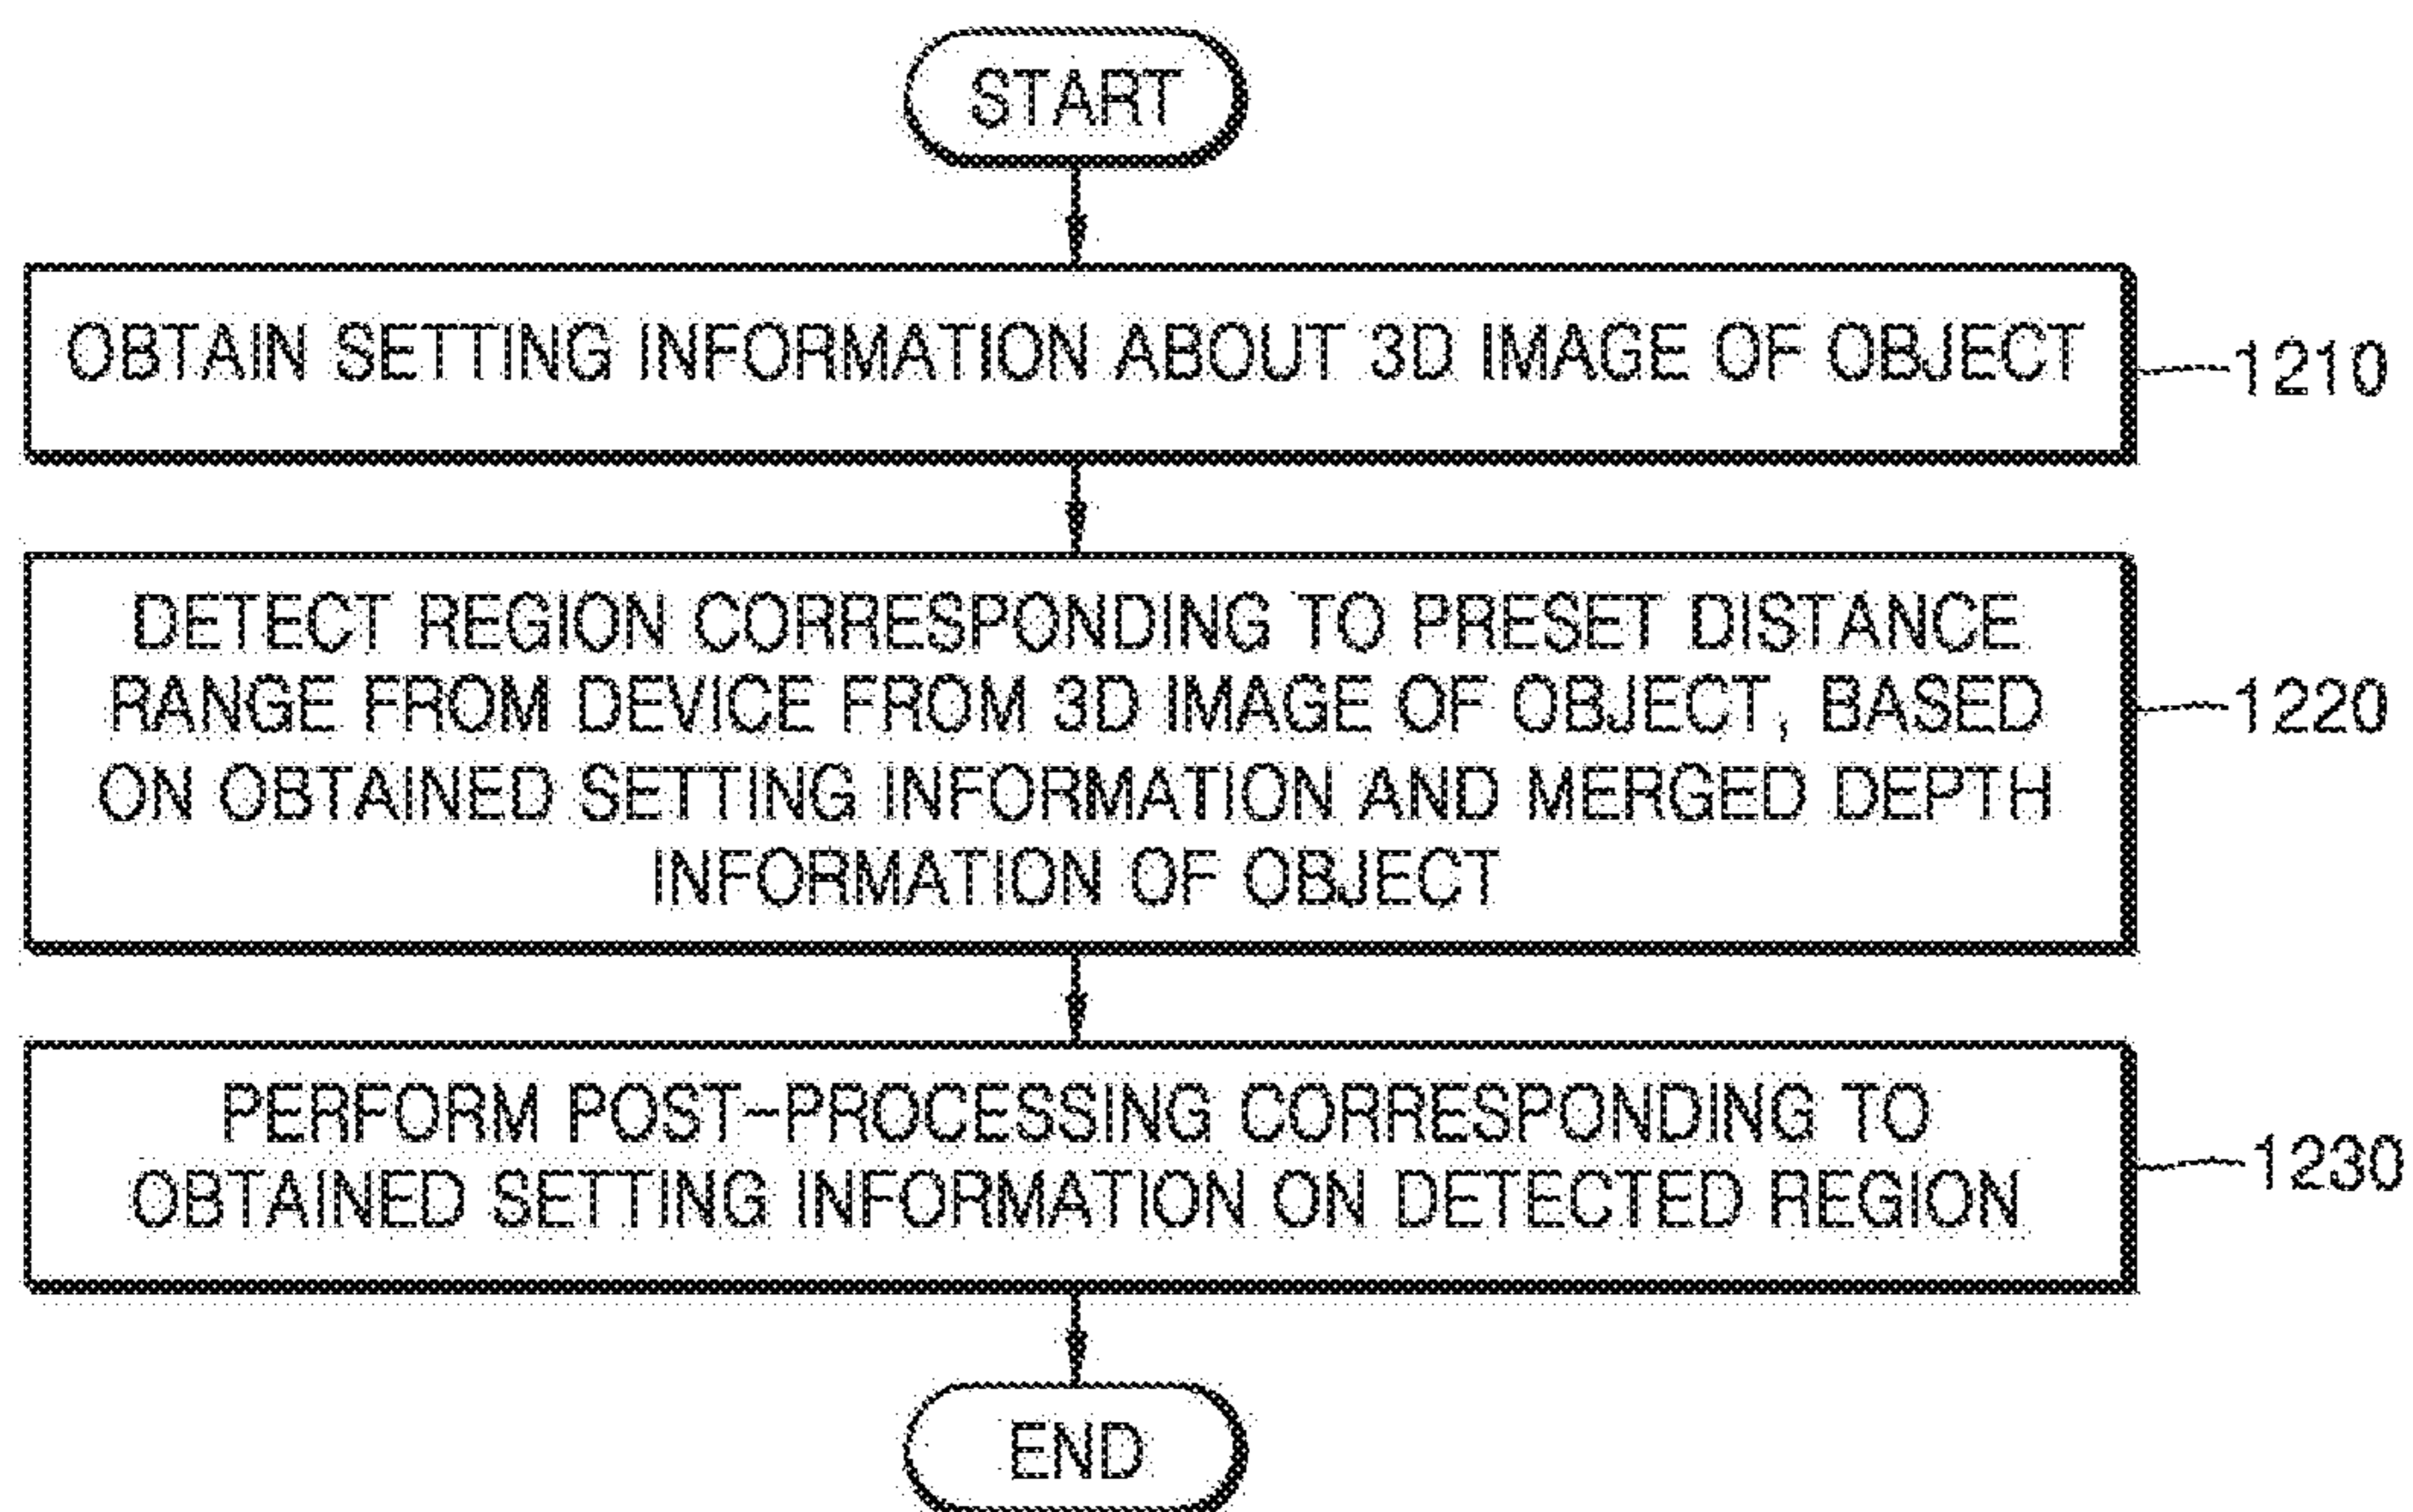 START
OBTAIN SETTING INFORMATION ABOUT 3D IMAGE OF OBJECT
1210
DETECT REGION CORRESPONDING TO PRESET DISTANCE
RANGE FROM DEVICE FROM 3D IMAGE OF OBJECT, BASED
ON OBTAINED SETTING INFORMATION AND MERGED DEPTH
INFORMATION OF OBJECT
1220
PERFORM POST-PROCESSING CORRESPONDING TO
OBTAINED SETTING INFORMATION ON DETECTED REGION
1230
END